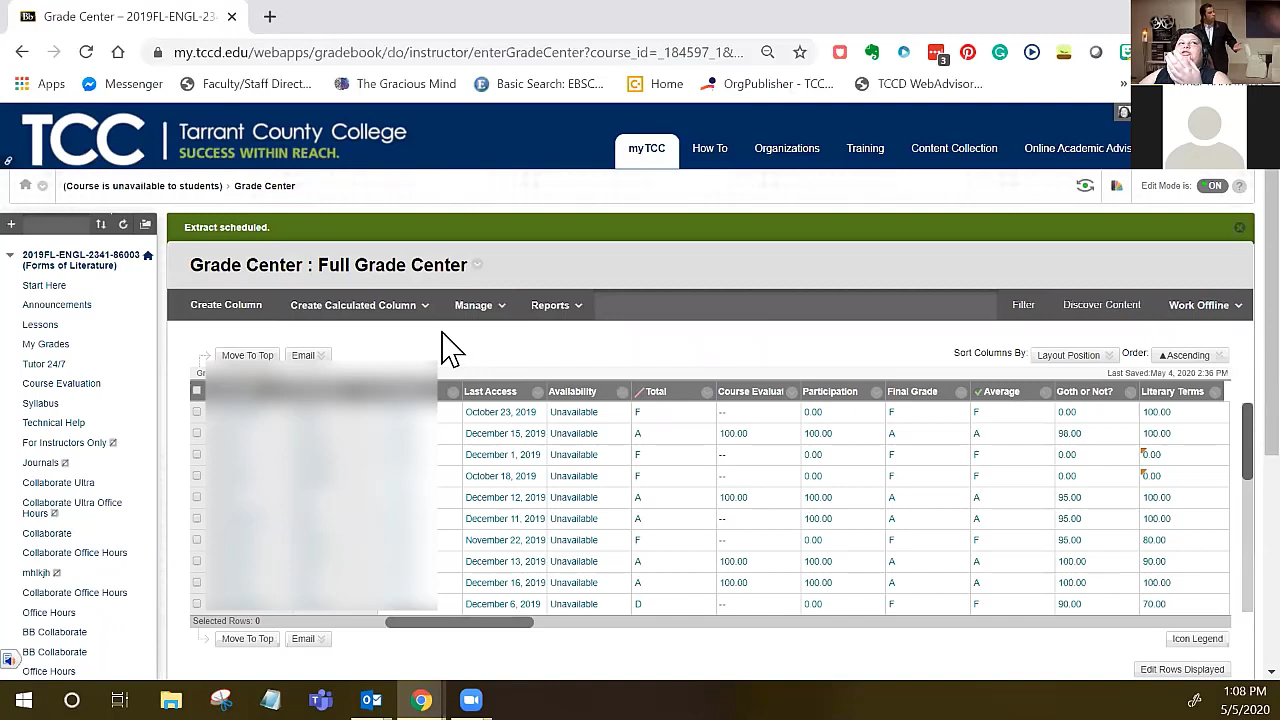 Grade Center – 2019FL-ENGL-23
my.tccd.edu/webapps/gradebook/do/instructor/enterGradeCenter?course_id=_184597_1&
3
Apps Messenger Faculty/Staff Direct... The Gracious Mind Basic Search: EBSC... Home OrgPublisher - TCC... TCCD WebAdvisor... »
TCC Tarrant County College
SUCCESS WITHIN REACH.
myTCC How To Organizations Training Content Collection Online Academic Advis
(Course is unavailable to students) Grade Center Edit Mode is: ON ?
Extract scheduled.
2019FL-ENGL-2341-86003
(Forms of Literature)
Start Here
Announcements
Lessons
My Grades
Tutor 24/7
Course Evaluation
Syllabus
Technical Help
For Instructors Only
Journals
Collaborate Ultra
Collaborate Ultra Office
Hours
Collaborate
Collaborate Office Hours
mhlkjh
Collaborate Office Hours
Office Hours
BB Collaborate
BB Collaborate
Office Hours
Grade Center : Full Grade Center
Create Column Create Calculated Column Manage Reports Filter Discover Content Work Offline
Move To Top Email Sort Columns By: Layout Position Order: ▲Ascending
Last Saved:May 4, 2020 2:36 PM
Last Access Availability Total Course Evaluat Participation Final Grade Average Goth or Not? Literary Terms
October 23, 2019 Unavailable F -- 0.00 F F 0.00 100.00
December 15, 2019 Unavailable A 100.00 100.00 A A 98.00 100.00
December 1, 2019 Unavailable F -- 0.00 F F 0.00 0.00
October 18, 2019 Unavailable F -- 0.00 F F 0.00 0.00
December 12, 2019 Unavailable A 100.00 100.00 A A 95.00 100.00
December 11, 2019 Unavailable A -- 100.00 A A 95.00 100.00
November 22, 2019 Unavailable F -- 0.00 F F 95.00 80.00
December 13, 2019 Unavailable A 100.00 100.00 A A 100.00 90.00
December 16, 2019 Unavailable A 100.00 100.00 A A 100.00 100.00
December 6, 2019 Unavailable D -- 0.00 F F 90.00 70.00
Selected Rows: 0
Move To Top Email Icon Legend
Edit Rows Displayed
1:08 PM
5/5/2020